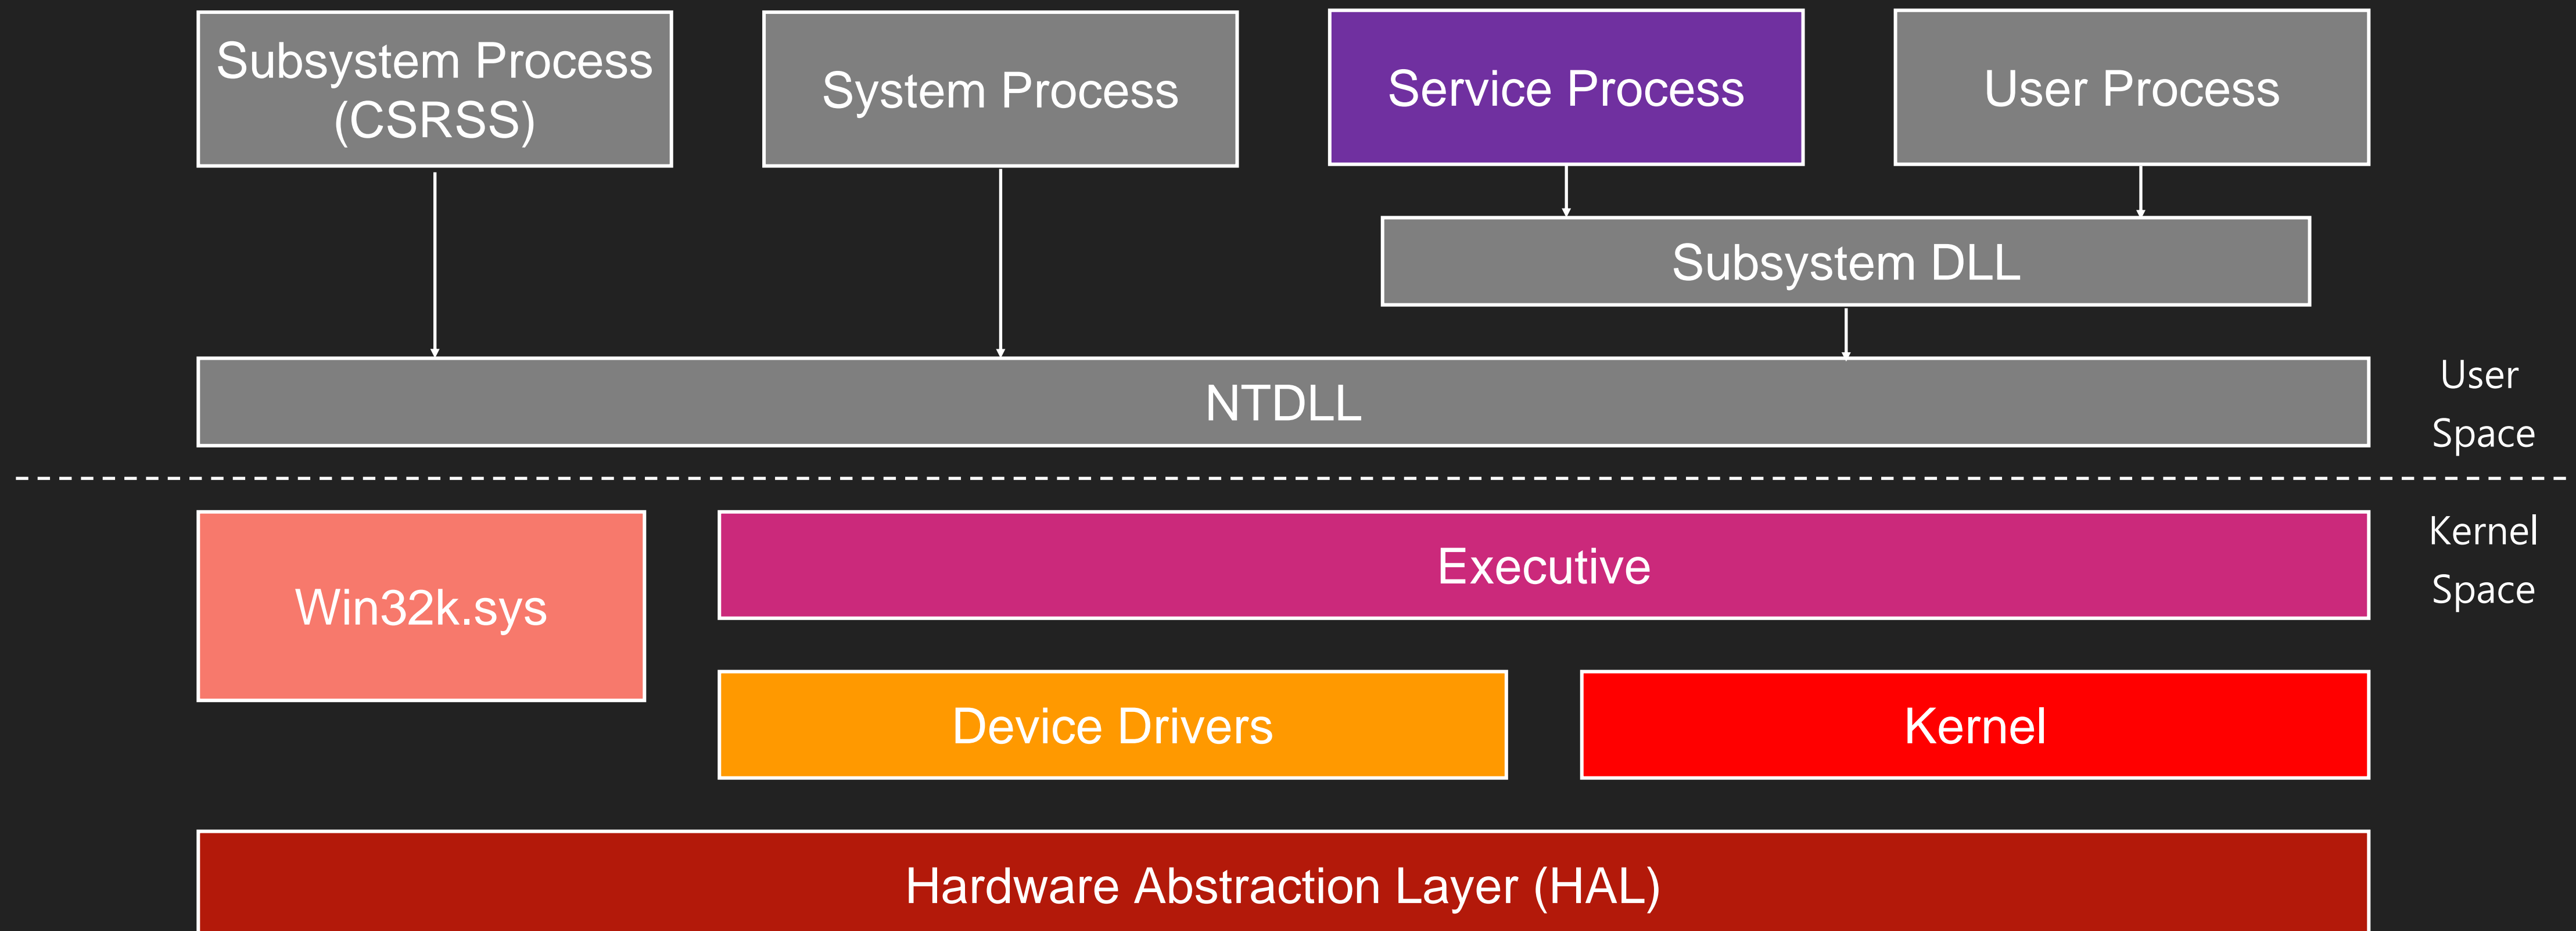 Subsystem Process
(CSRSS)
System Process
Service Process
User Process
Subsystem DLL
NTDLL
User
Space
Kernel
Space
Win32k.sys
Executive
Device Drivers
Kernel
Hardware Abstraction Layer (HAL)